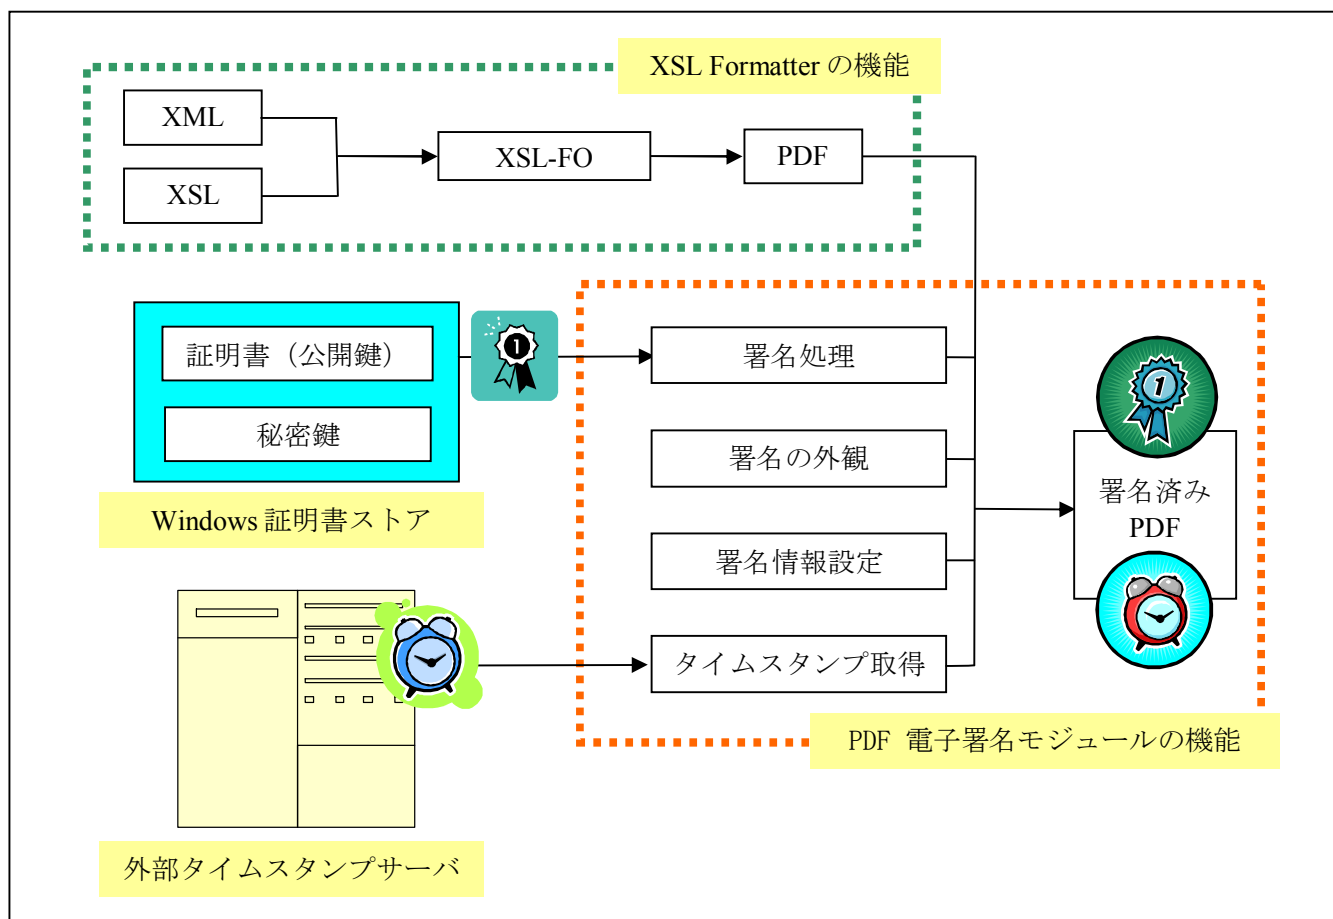 XSL Formatter の機能
XML
XSL
XSL-FO
PDF
証明書（公開鍵）
秘密鍵
Windows 証明書ストア
1
署名処理
署名の外観
署名情報設定
タイムスタンプ取得
1
署名済み
PDF
PDF 電子署名モジュールの機能
外部タイムスタンプサーバ